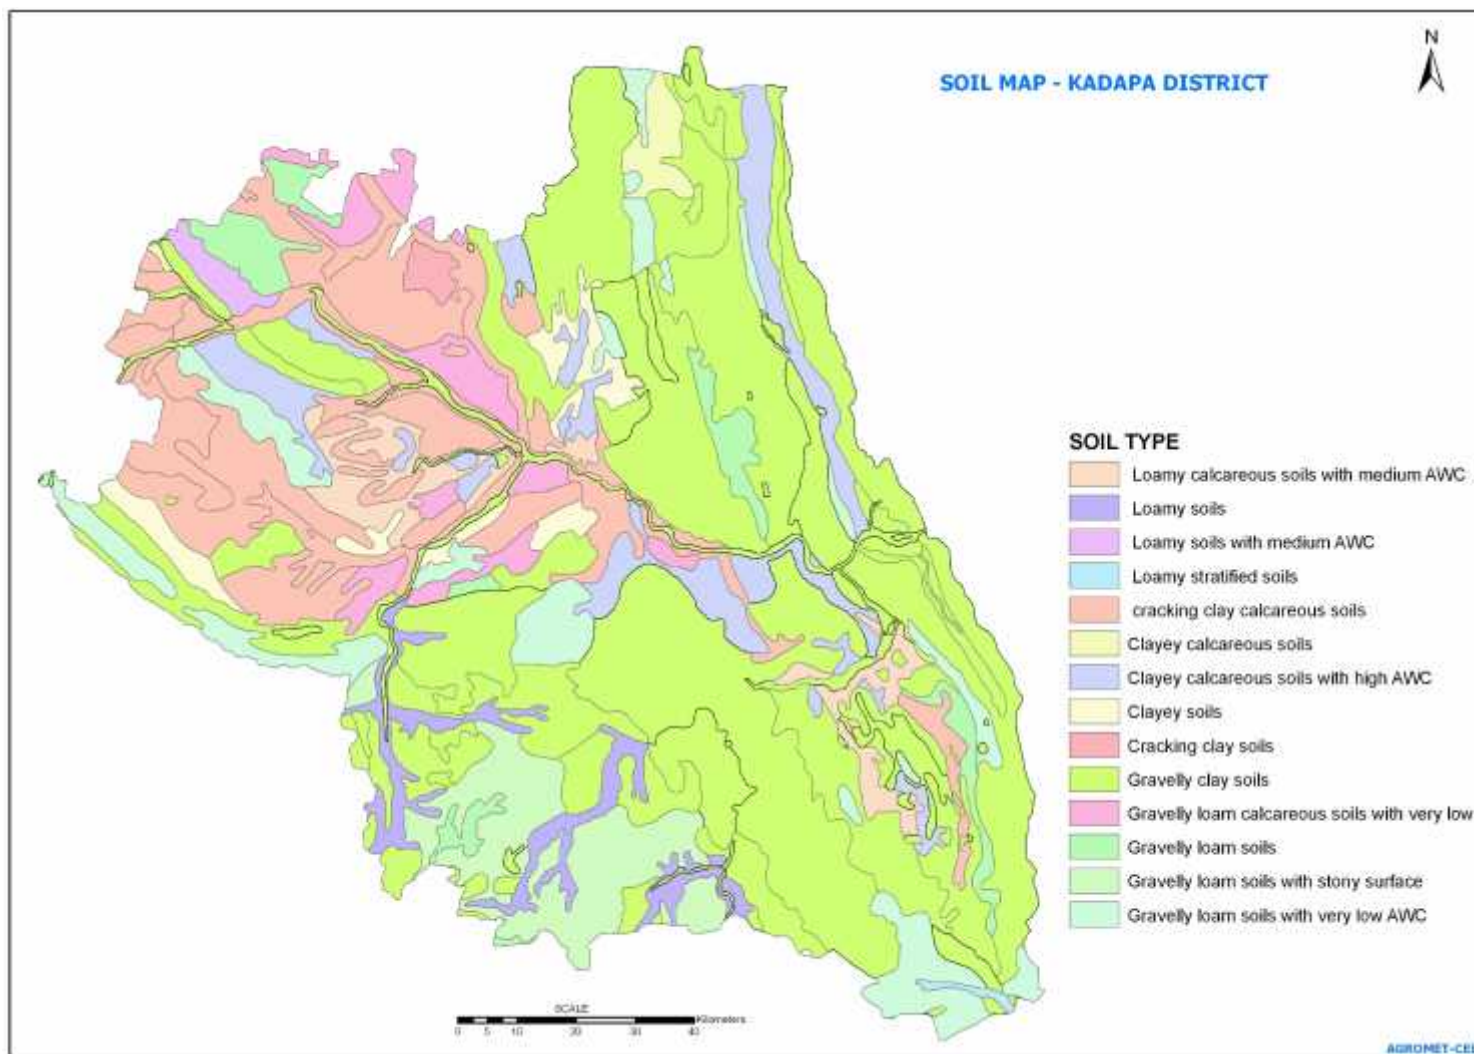 N
SOIL MAP - KADAPA DISTRICT
SOIL TYPE
Loamy calcareous soils with medium AWC
Loamy soils
Loamy soils with medium AWC
Loamy stratified soils
cracking clay calcareous soils
Clayey calcareous soils
Clayey calcareous soils with high AWC
Clayey soils
Cracking clay soils
Gravelly clay soils
Gravelly loam calcareous soils with very low
Gravelly loam soils
Gravelly loam soils with stony surface
Gravelly loam soils with very low AWC
SCALE
Kilometers
0 5 10 20 30 40
AGROMET-CE